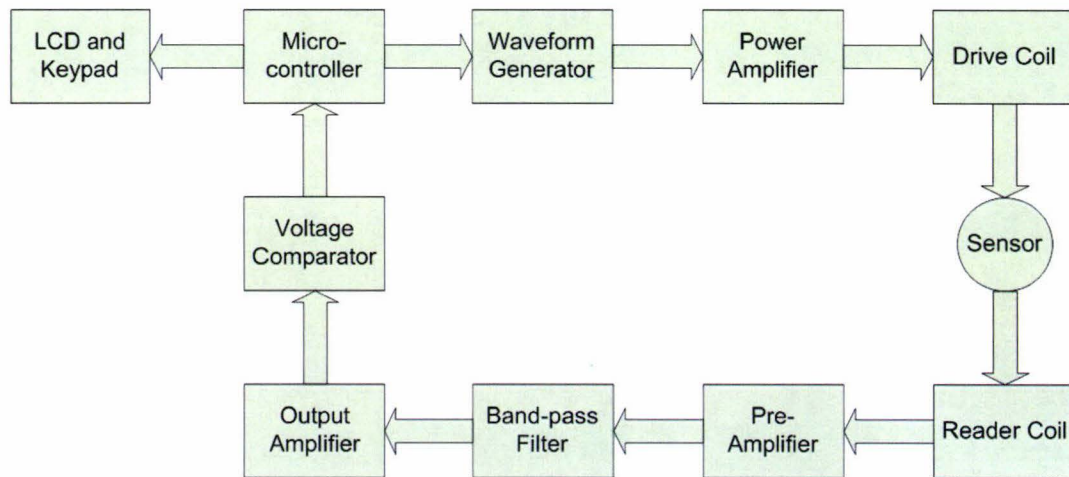 LCD and
Keypad
Micro-
controller
Waveform
Generator
Power
Amplifier
Drive Coil
Voltage
Comparator
Sensor
Output
Amplifier
Band-pass
Filter
Pre-
Amplifier
Reader Coil